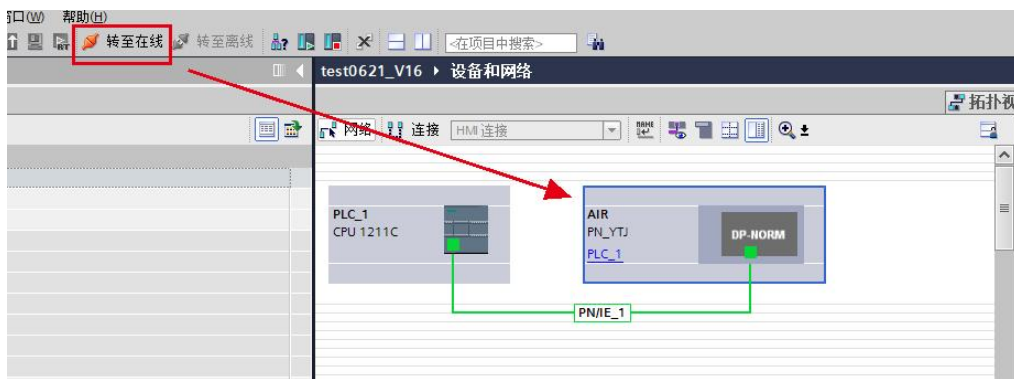 窗口(W) 帮助(H)
转至在线 转至离线 <在项目中搜索>
test0621_V16 设备和网络
拓扑视
网络 连接 HMI 连接
PLC_1
CPU 1211C
AIR
PN_YTJ
DP-NORM
PLC_1
PN/IE_1